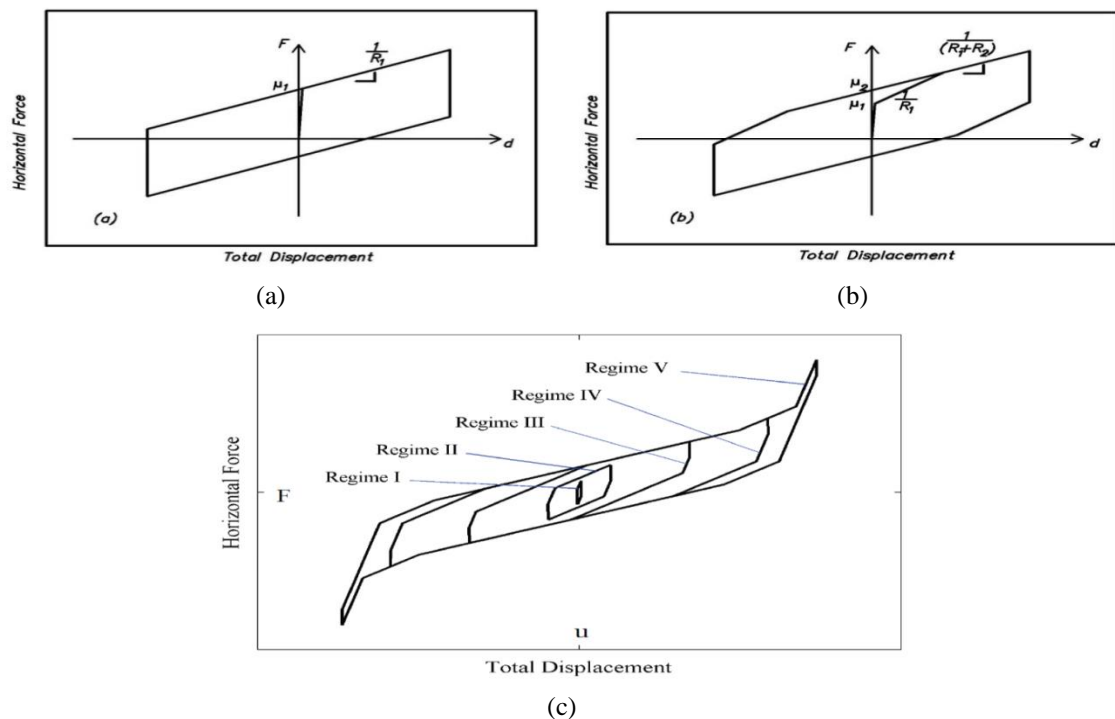 F
1
R₁
μ₁
d
Horizontal Force
(a)
Total Displacement
(a)
F
1
(R₁+R₂)
μ₂
μ₁
1
R₁
d
Horizontal Force
(b)
Total Displacement
(b)
Regime V
Regime IV
Regime III
Regime II
Regime I
F
Horizontal Force
u
Total Displacement
(c)